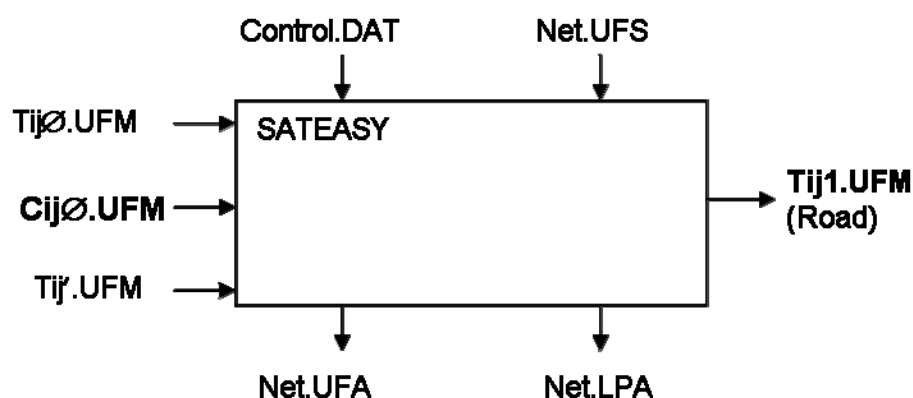 Control.DAT
Net.UFS
TijØ.UFM
SATEASY
CijØ.UFM
Tij1.UFM
(Road)
Tij'.UFM
Net.UFA
Net.LPA